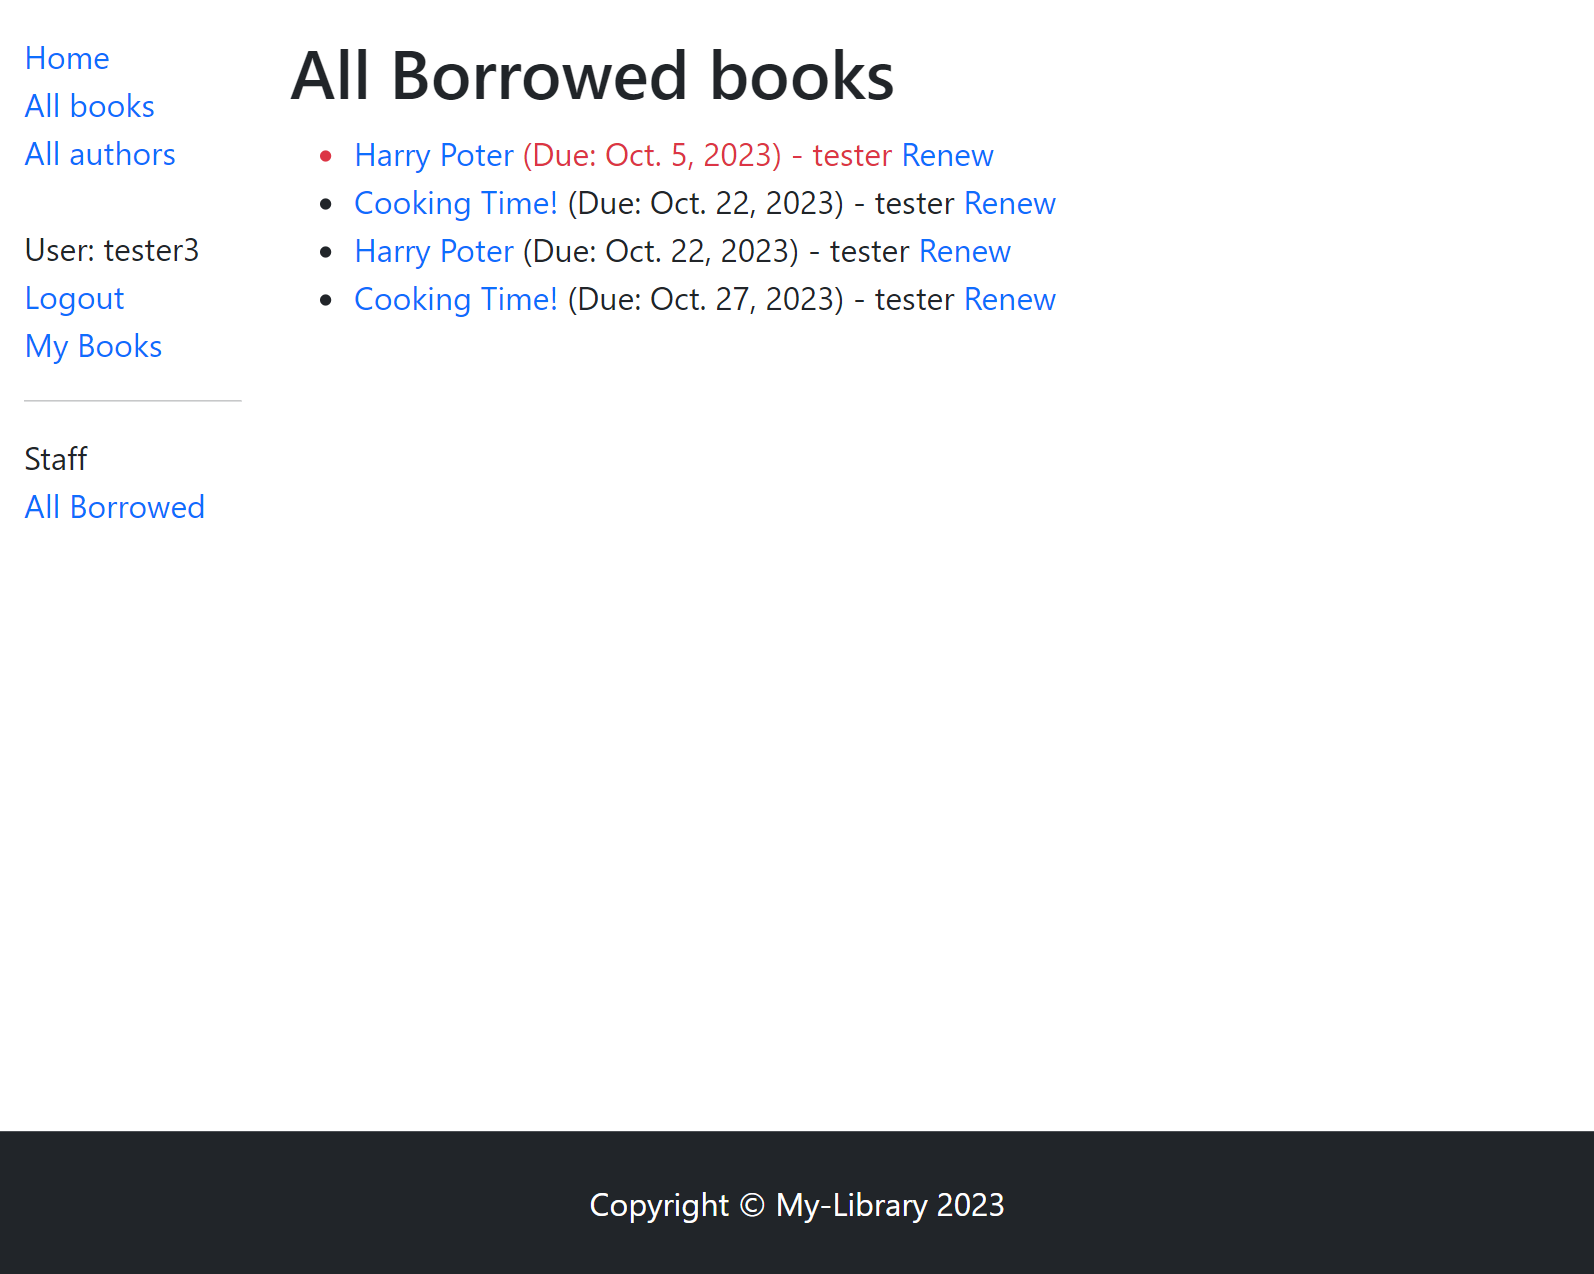 Home
All books
All authors
User: tester3
Logout
My Books
Staff
All Borrowed
All Borrowed books
Harry Poter (Due: Oct. 5, 2023) - tester Renew
Cooking Time! (Due: Oct. 22, 2023) - tester Renew
Harry Poter (Due: Oct. 22, 2023) - tester Renew
Cooking Time! (Due: Oct. 27, 2023) - tester Renew
Copyright © My-Library 2023